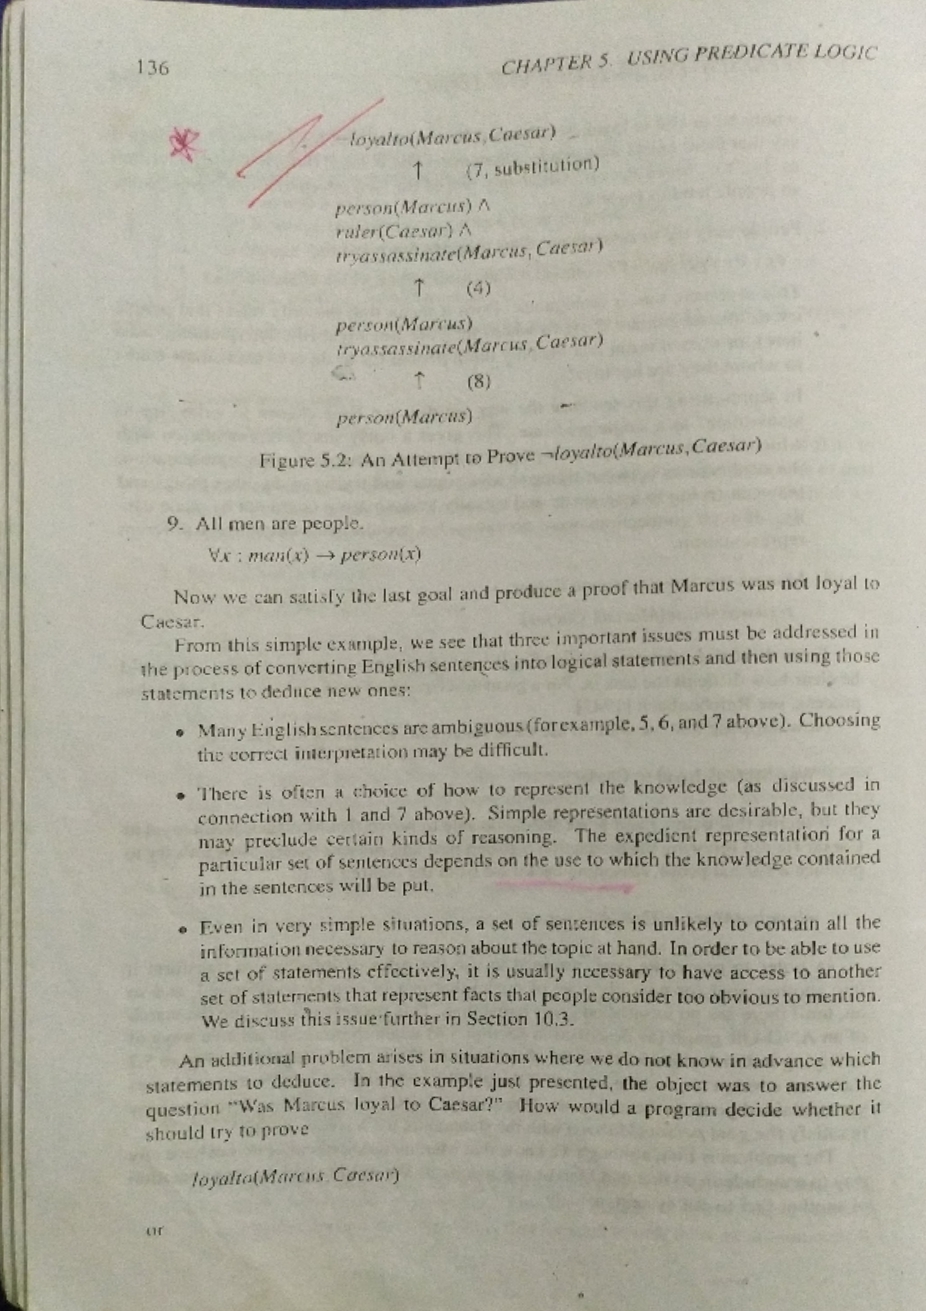 136
CHAPTER 5. USING PREDICATE LOGIC
¬loyalto(Marcus, Caesar)
↑ (7, substitution)
person(Marcus) ∧
ruler(Caesar) ∧
tryassassinate(Marcus, Caesar)
↑ (4)
person(Marcus)
tryassassinate(Marcus, Caesar)
↑ (8)
person(Marcus)
Figure 5.2: An Attempt to Prove ¬loyalto(Marcus, Caesar)
9. All men are people.
∀x : man(x) → person(x)
Now we can satisfy the last goal and produce a proof that Marcus was not loyal to
Caesar.
From this simple example, we see that three important issues must be addressed in
the process of converting English sentences into logical statements and then using those
statements to deduce new ones:
• Many English sentences are ambiguous (for example, 5, 6, and 7 above). Choosing
the correct interpretation may be difficult.
• There is often a choice of how to represent the knowledge (as discussed in
connection with 1 and 7 above). Simple representations are desirable, but they
may preclude certain kinds of reasoning. The expedient representation for a
particular set of sentences depends on the use to which the knowledge contained
in the sentences will be put.
• Even in very simple situations, a set of sentences is unlikely to contain all the
information necessary to reason about the topic at hand. In order to be able to use
a set of statements effectively, it is usually necessary to have access to another
set of statements that represent facts that people consider too obvious to mention.
We discuss this issue further in Section 10.3.
An additional problem arises in situations where we do not know in advance which
statements to deduce. In the example just presented, the object was to answer the
question "Was Marcus loyal to Caesar?" How would a program decide whether it
should try to prove
loyalto(Marcus, Caesar)
or